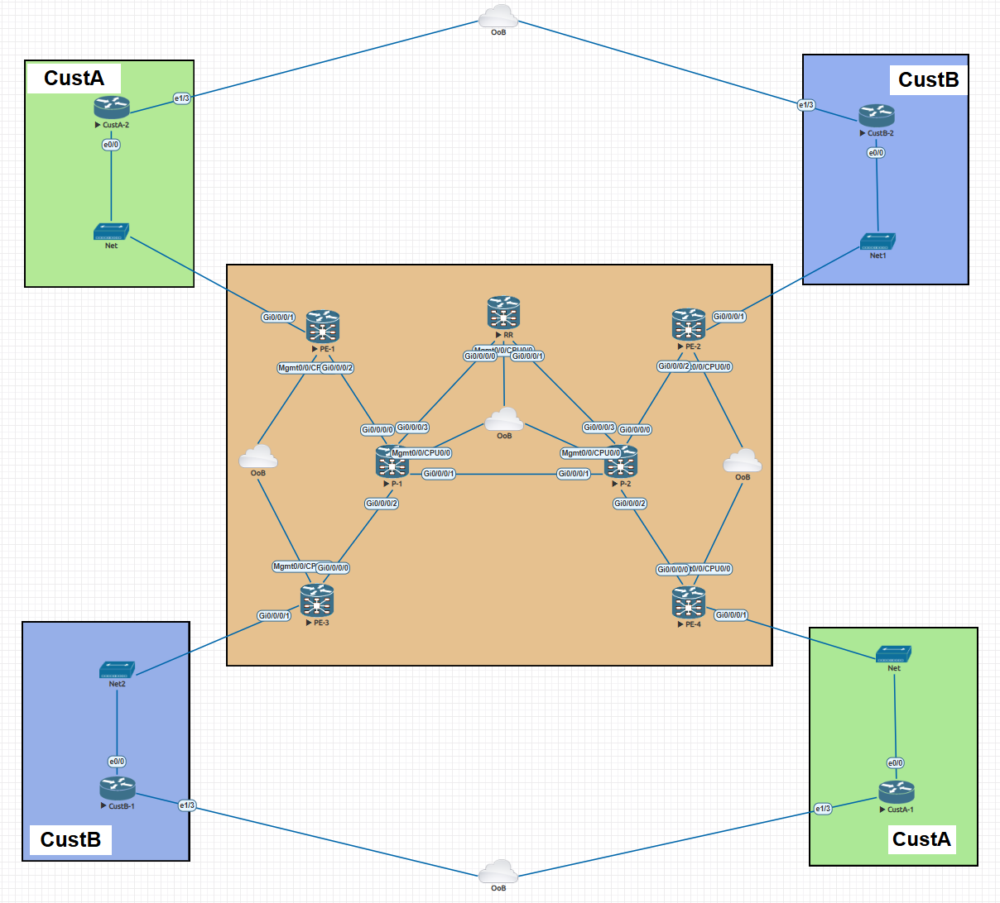 OoB
CustA
CustB
e1/3
e1/3
CustA-2
CustB-2
e0/0
e0/0
Net
Net1
Gi0/0/0/1
Gi0/0/0/1
RR
PE-1
PE-2
Mgmt0/0/CPU0/0
Gi0/0/0/0
Gi0/0/0/1
Gi0/0/0/2
Gi0/0/0/2
Gi0/0/0/0
Gi0/0/0/3
Gi0/0/0/3
Gi0/0/0/0
OoB
Mgmt0/0/CPU0/0
Mgmt0/0/CPU0/0
OoB
OoB
Gi0/0/0/1
Gi0/0/0/1
P-1
P-2
Gi0/0/0/2
Gi0/0/0/2
Gi0/0/0/0
Gi0/0/0/0
Gi0/0/0/1
Gi0/0/0/1
PE-3
PE-4
Net2
Net
e0/0
e0/0
CustB-1
CustA-1
e1/3
e1/3
CustB
CustA
OoB